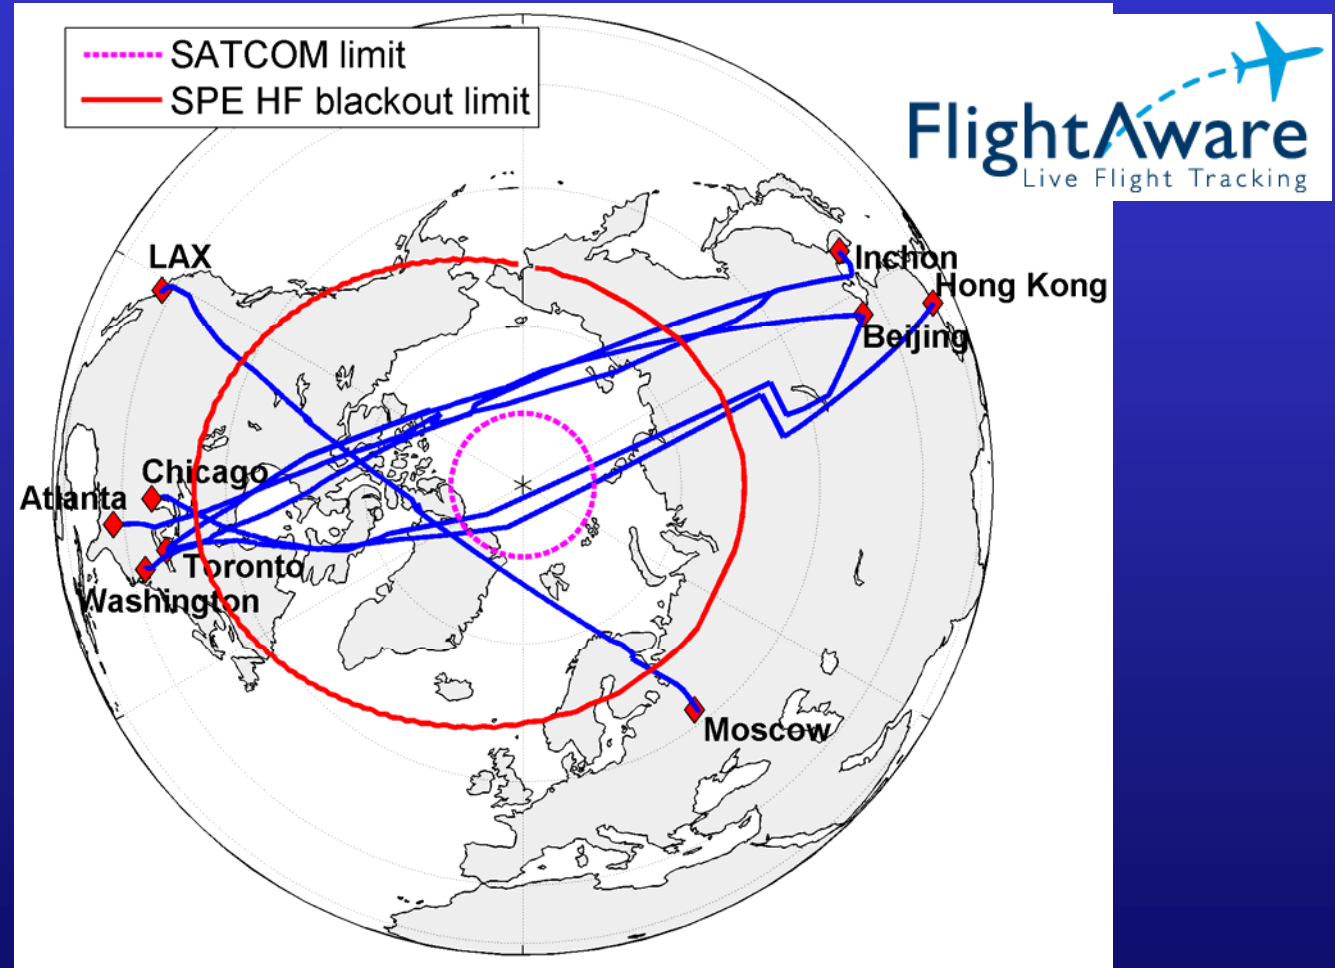 SATCOM limit
SPE HF blackout limit
FlightAware
Live Flight Tracking
LAX
Inchon
Hong Kong
Beijing
Chicago
Atlanta
Toronto
Washington
Moscow